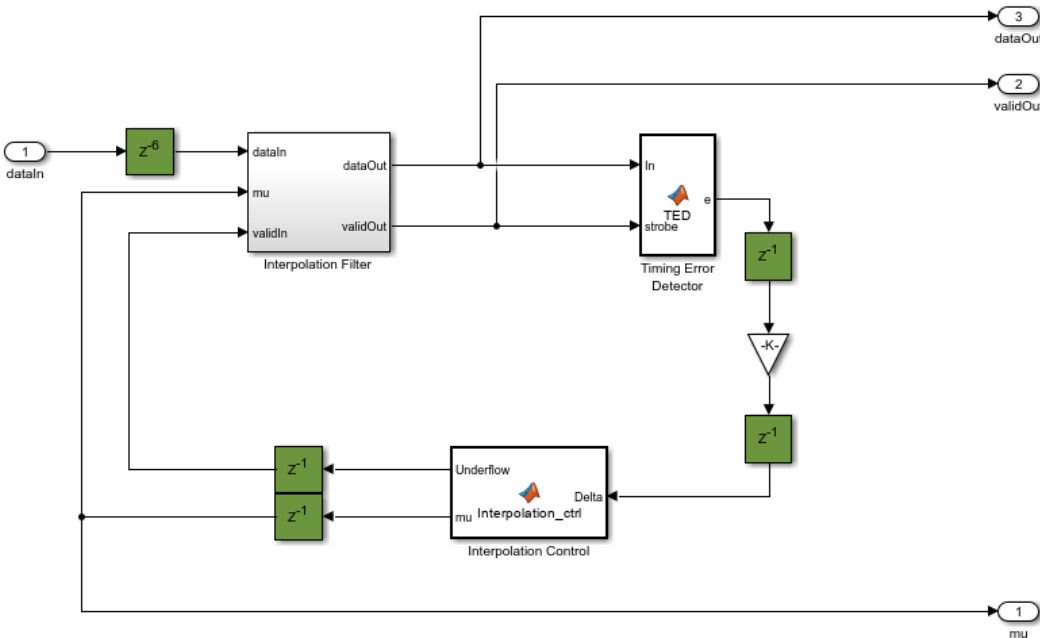 3
dataOut
2
validOut
1
dataIn
z-6
dataIn
mu
validIn
dataOut
validOut
Interpolation Filter
In
strobe
TED
e
Timing Error
Detector
z-1
-K-
z-1
z-1
z-1
Underflow
mu
Interpolation_ctrl
Delta
Interpolation Control
1
mu